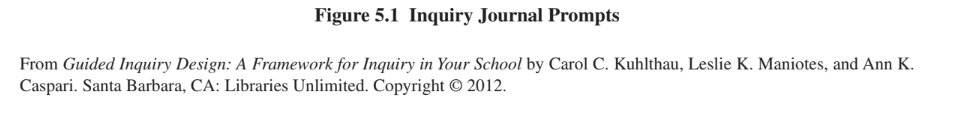 Figure 5.1 Inquiry Journal Prompts
From Guided Inquiry Design: A Framework for Inquiry in Your School by Carol C. Kuhlthau, Leslie K. Maniotes, and Ann K.
Caspari. Santa Barbara, CA: Libraries Unlimited. Copyright © 2012.